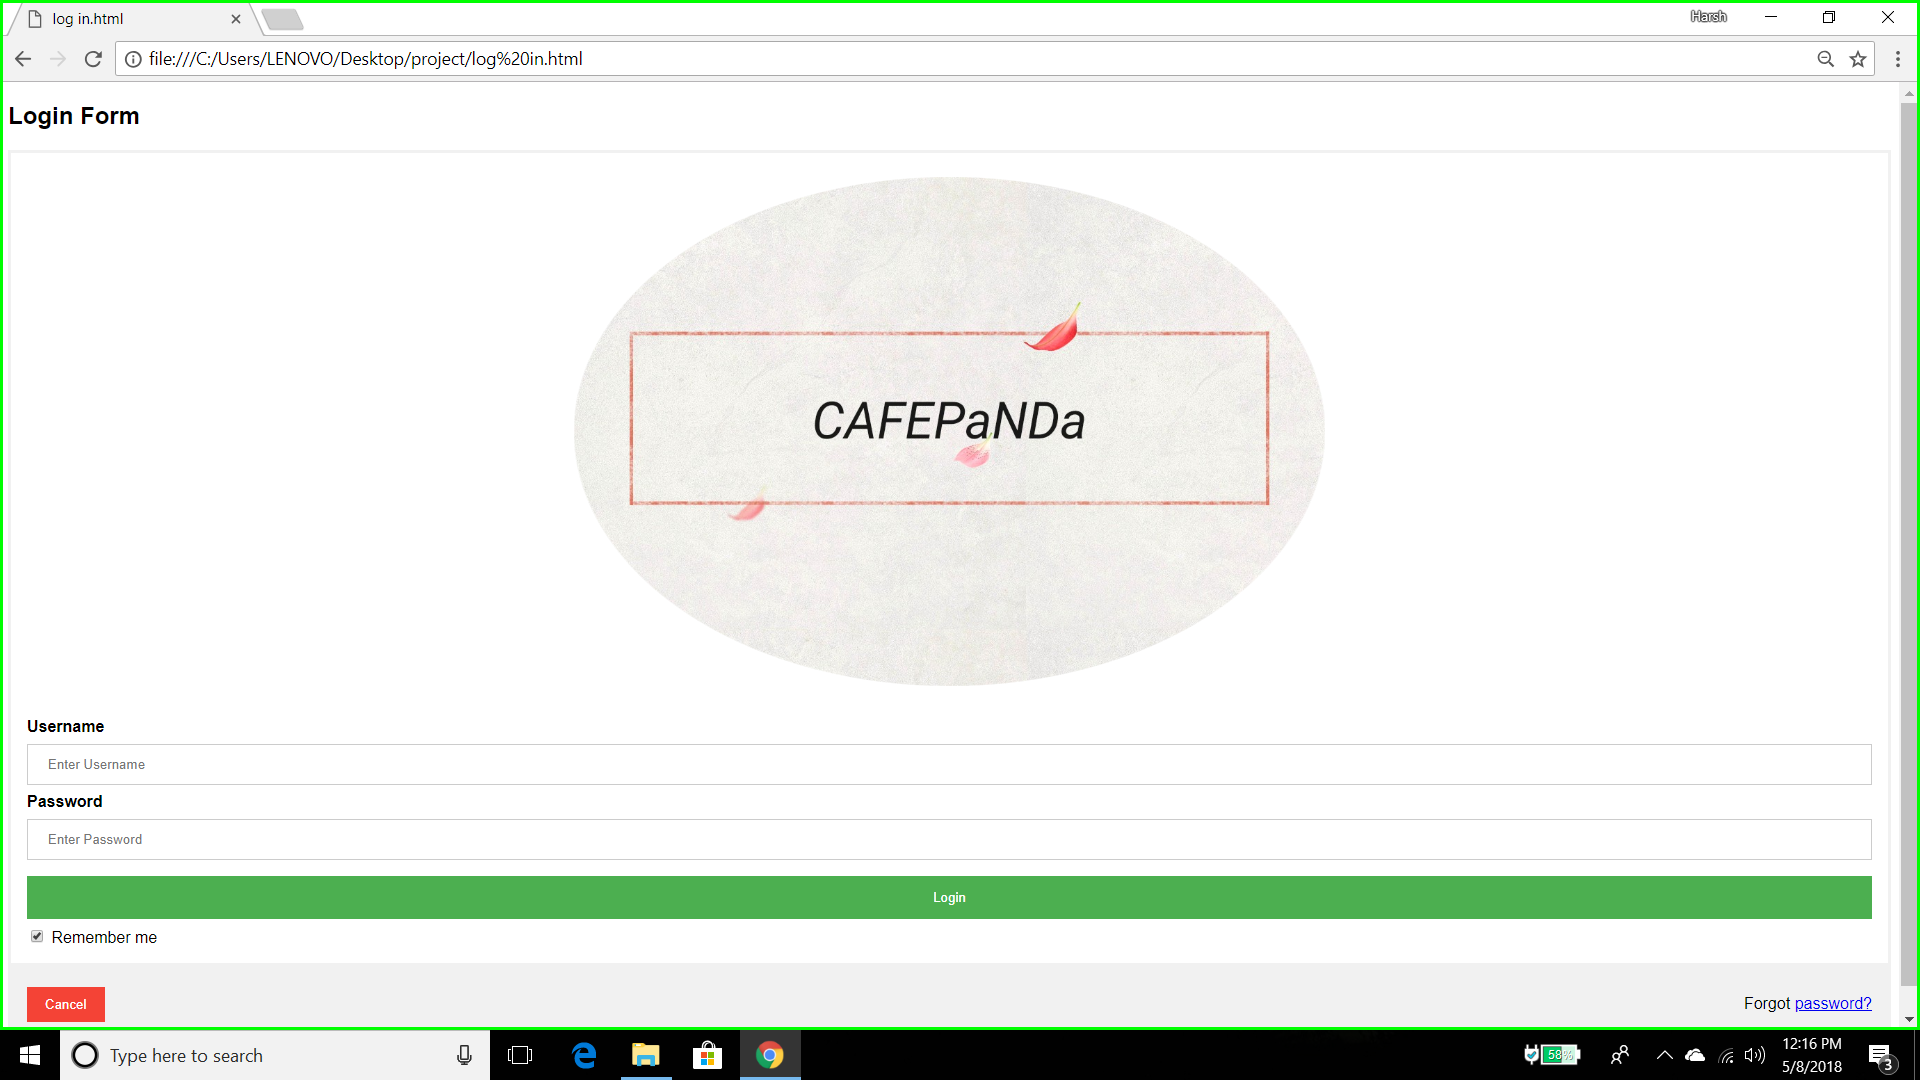 log in.html
Harsh
file:///C:/Users/LENOVO/Desktop/project/log%20in.html
Login Form
CAFEPaNDa
Username
Enter Username
Password
Enter Password
Login
Remember me
Cancel
Forgot password?
Type here to search
58%
12:16 PM
5/8/2018
3